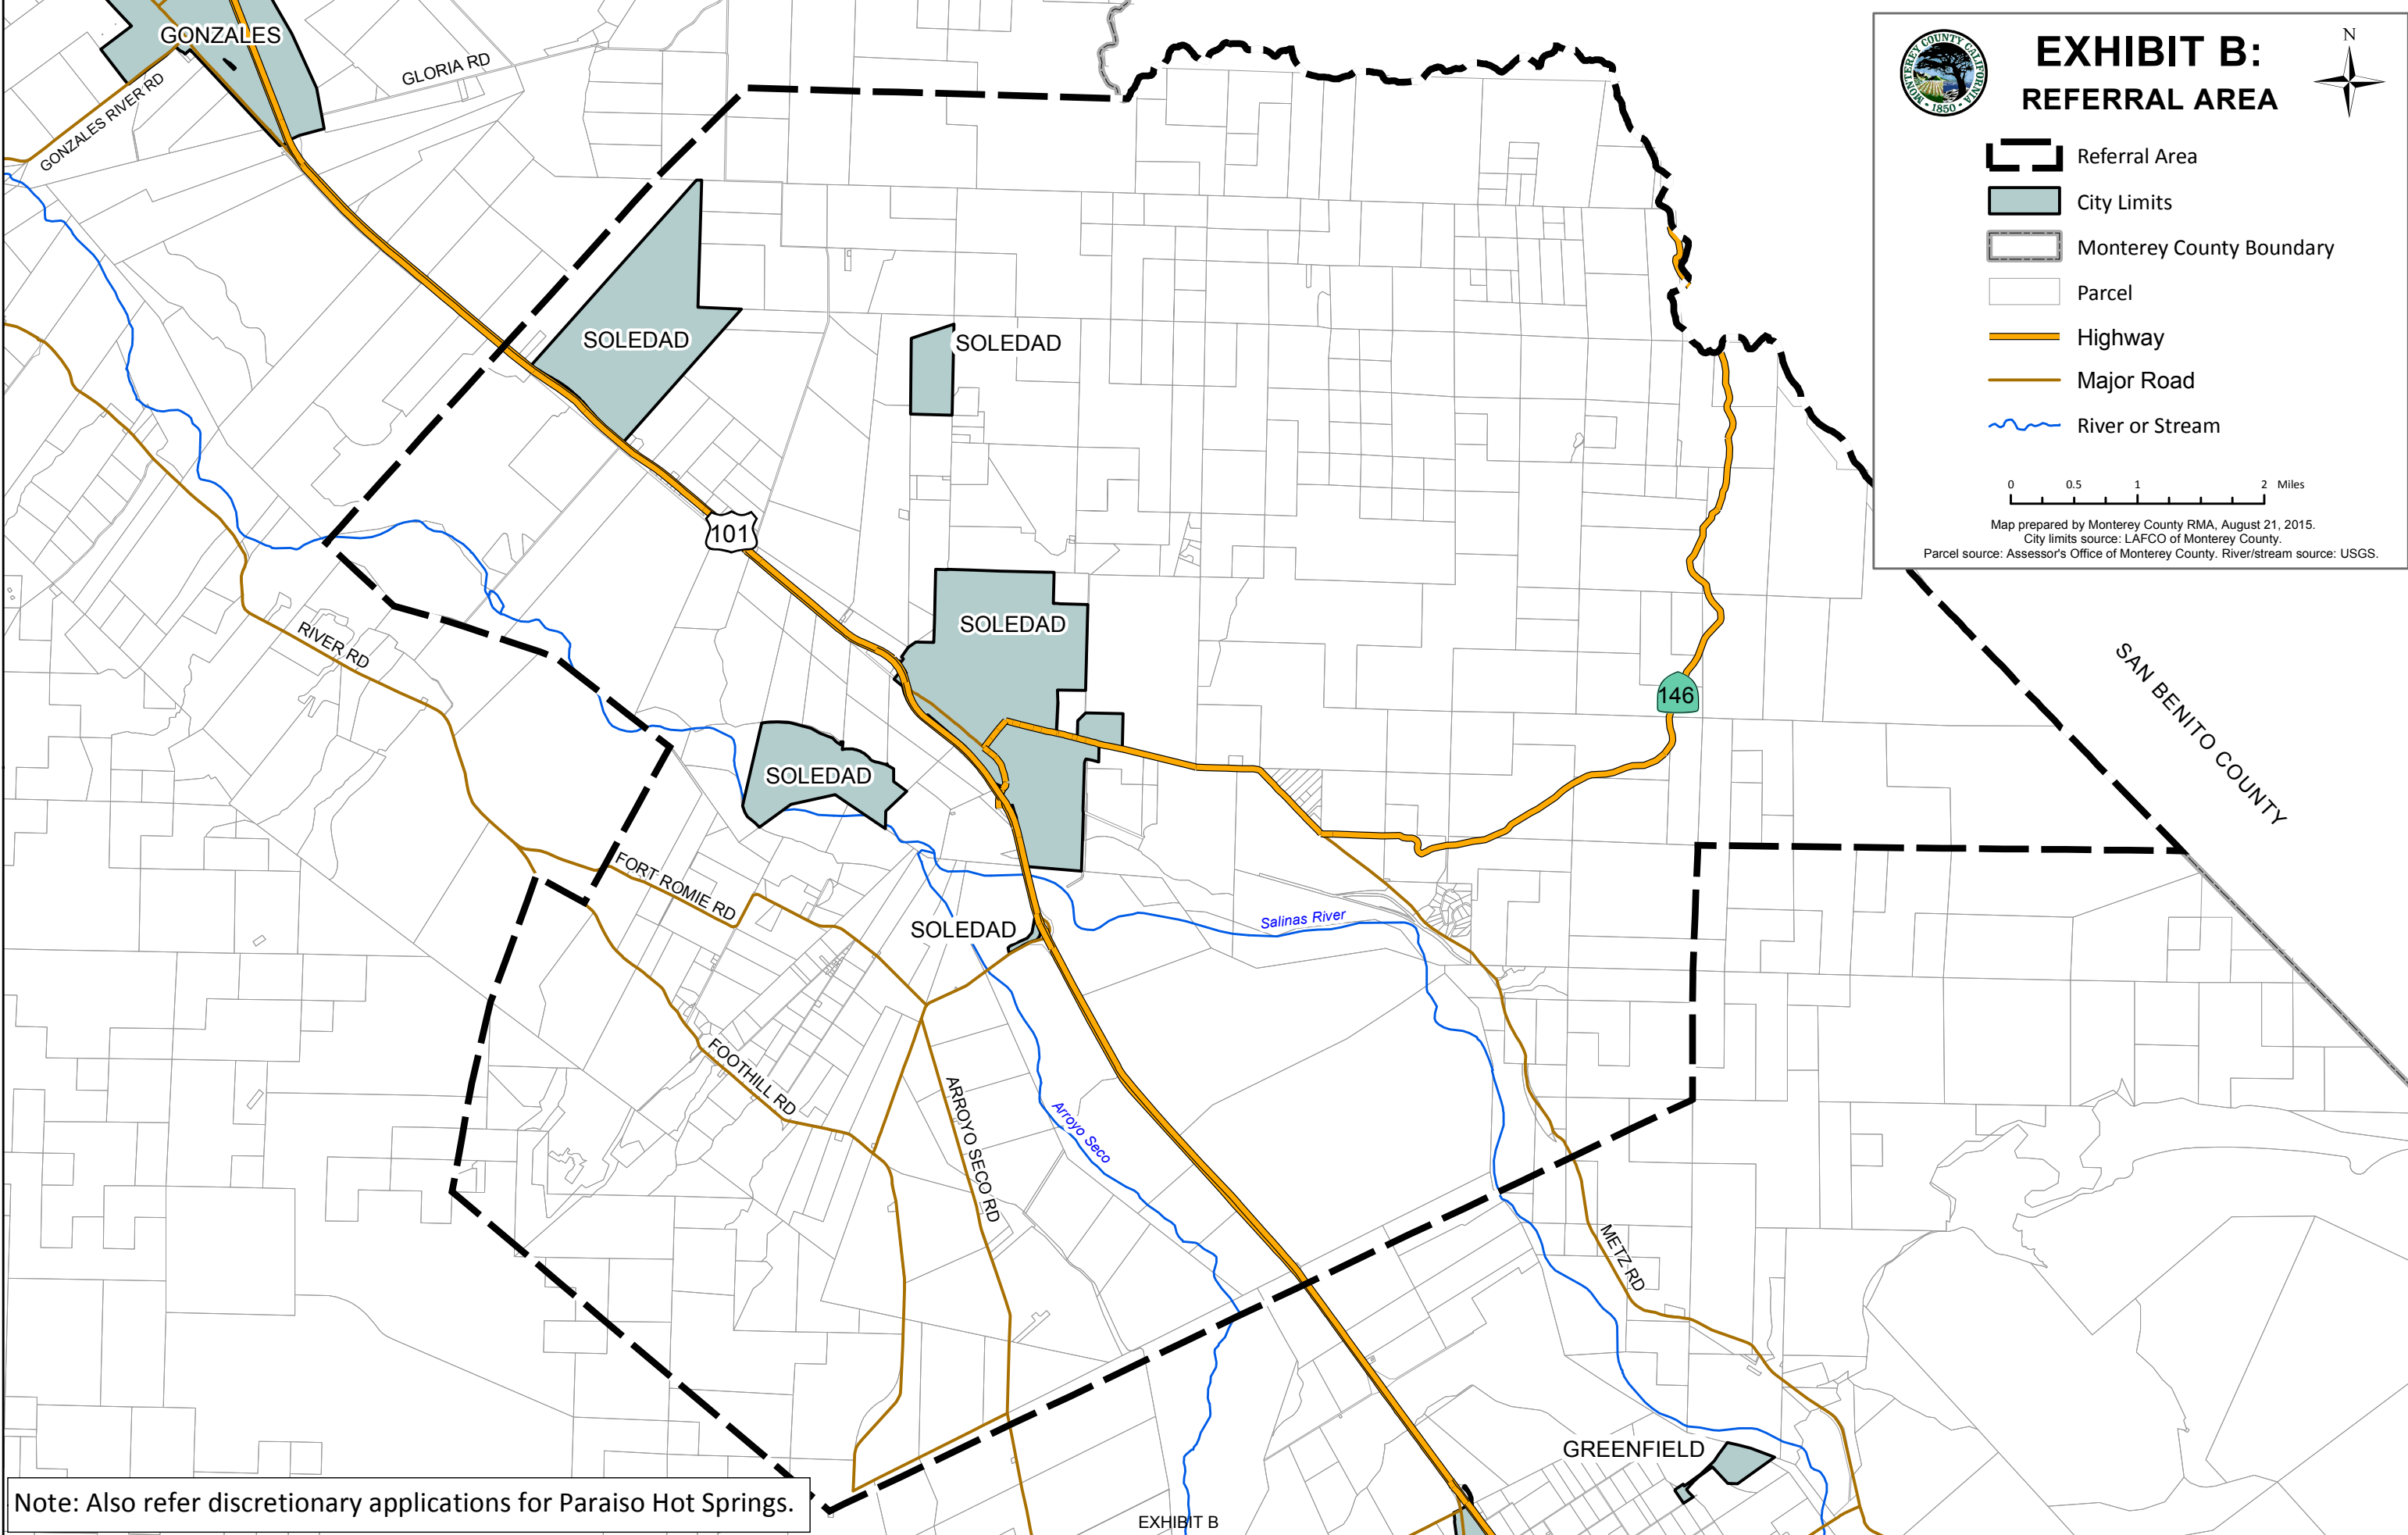 GONZALES
GLORIA RD
GONZALES RIVER RD
MONTEREY COUNTY CALIFORNIA
1850
EXHIBIT B:
REFERRAL AREA
N
Referral Area
City Limits
Monterey County Boundary
Parcel
Highway
Major Road
River or Stream
0 0.5 1 2 Miles
Map prepared by Monterey County RMA, August 21, 2015.
City limits source: LAFCO of Monterey County.
Parcel source: Assessor's Office of Monterey County. River/stream source: USGS.
SOLEDAD
SOLEDAD
101
SOLEDAD
RIVER RD
146
SAN BENITO COUNTY
SOLEDAD
FORT ROMIE RD
SOLEDAD
Salinas River
FOOTHILL RD
ARROYO SECO RD
Arroyo Seco
METZ RD
GREENFIELD
Note: Also refer discretionary applications for Paraiso Hot Springs.
EXHIBIT B